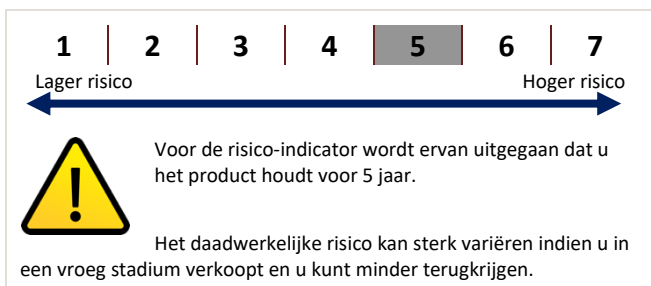 1 2 3 4 5 6 7
Lager risico Hoger risico
Voor de risico-indicator wordt ervan uitgegaan dat u
het product houdt voor 5 jaar.
Het daadwerkelijke risico kan sterk variëren indien u in
een vroeg stadium verkoopt en u kunt minder terugkrijgen.